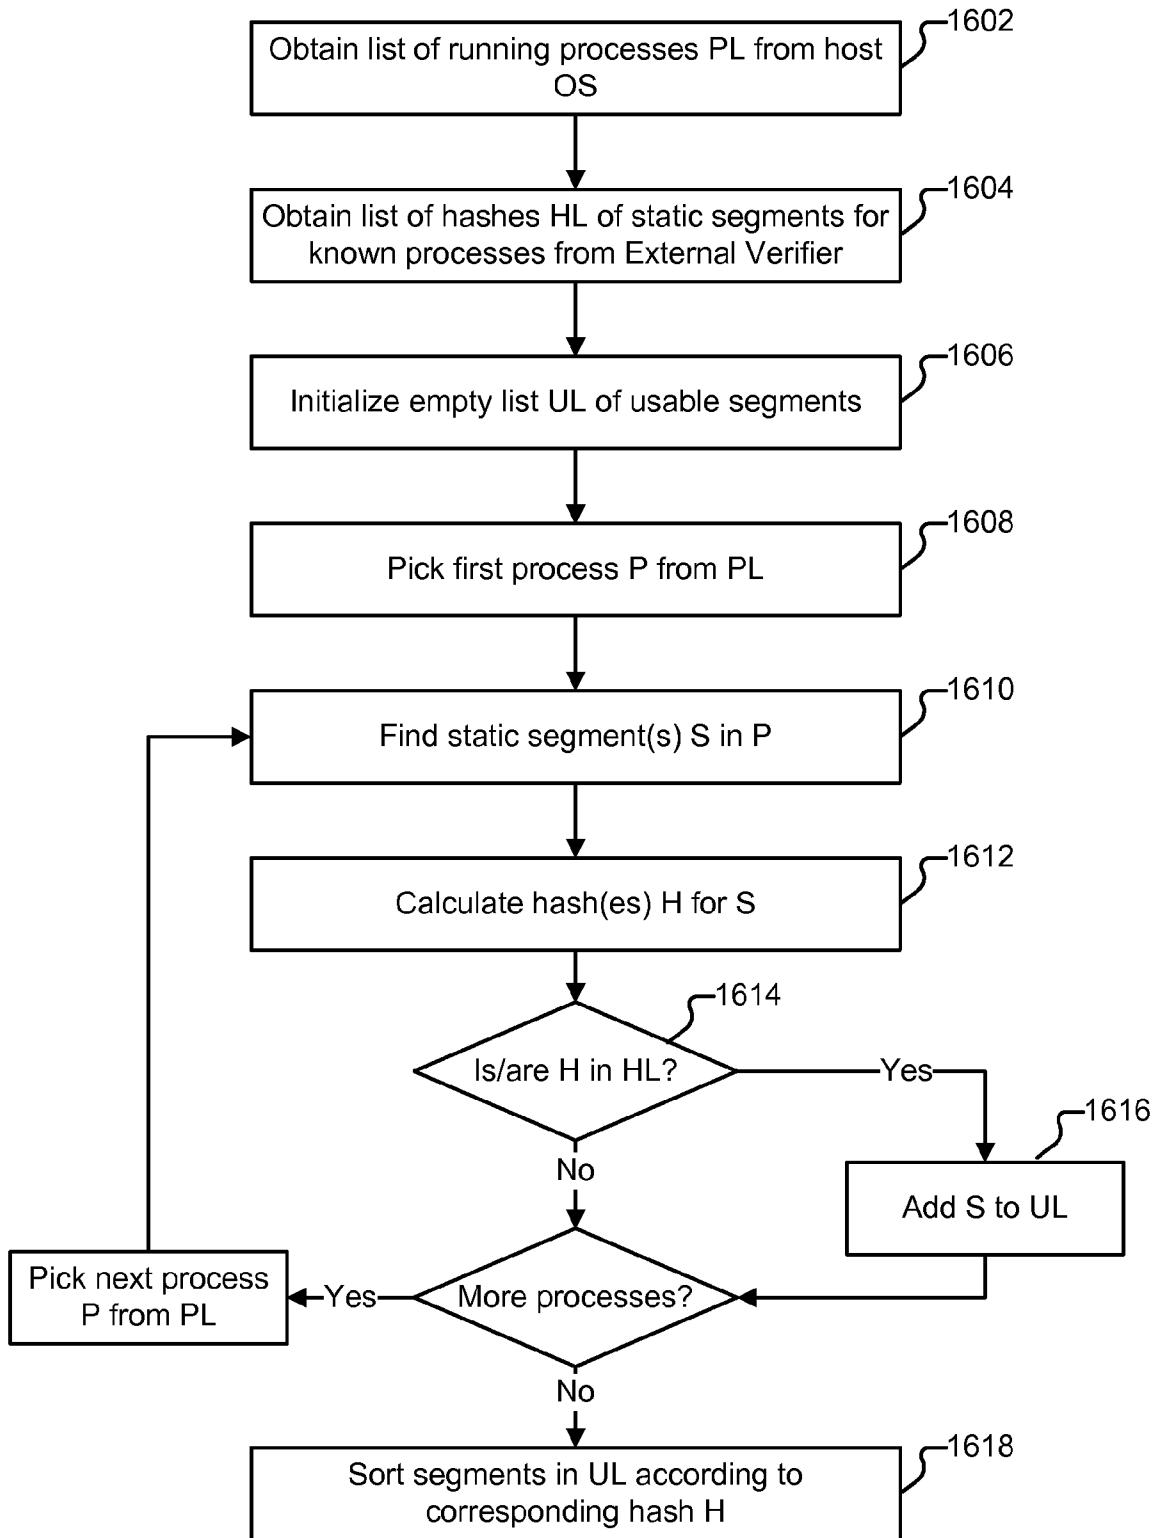 1602
Obtain list of running processes PL from host
OS
1604
Obtain list of hashes HL of static segments for
known processes from External Verifier
1606
Initialize empty list UL of usable segments
1608
Pick first process P from PL
1610
Find static segment(s) S in P
1612
Calculate hash(es) H for S
1614
Is/are H in HL?
Yes
1616
No
Add S to UL
Pick next process
P from PL
Yes
More processes?
No
1618
Sort segments in UL according to
corresponding hash H